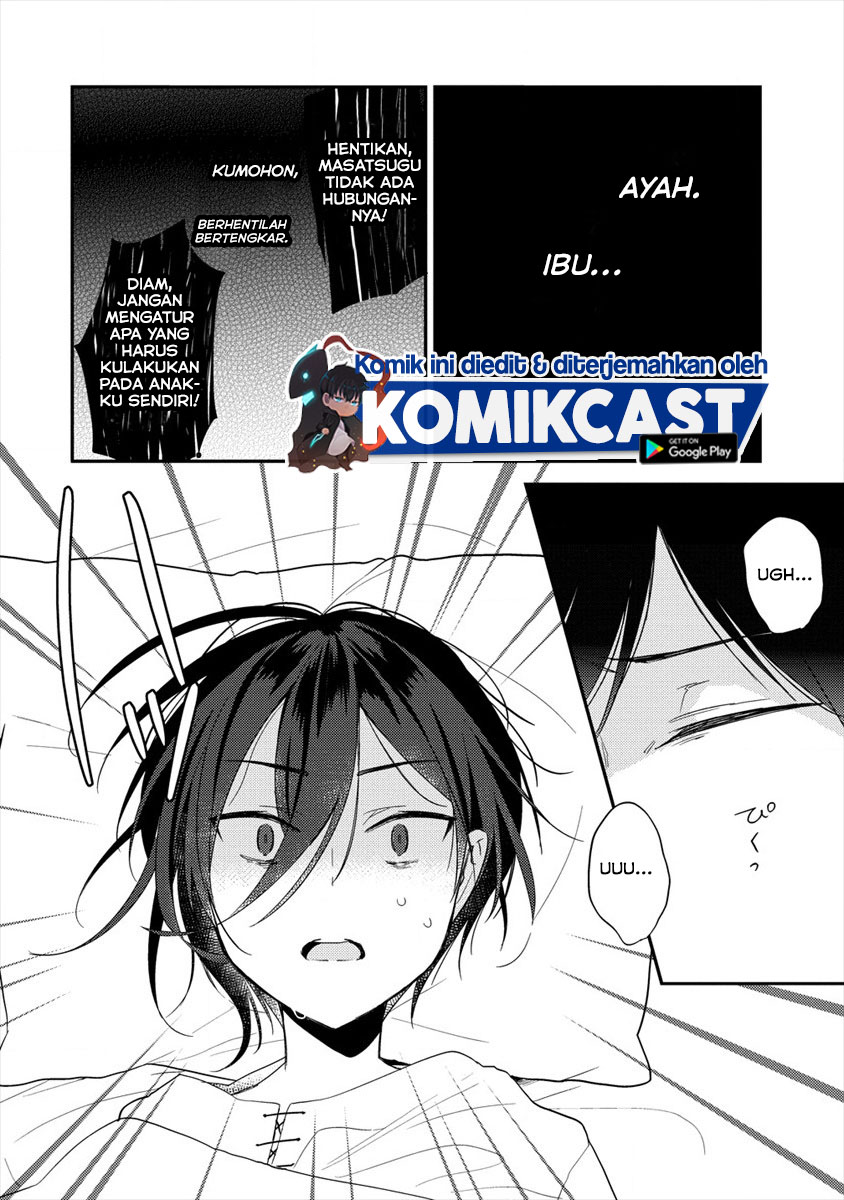 AYAH.
IBU...
HENTIKAN,
MASATSUGU
TIDAK ADA
HUBUNGAN-
NYA!
KUMOHON,
BERHENTILAH
BERTENGKAR.
DIAM,
JANGAN
MENGATUR
APA YANG
HARUS
KULAKUKAN
PADA ANAK-
KU SENDIRI!
Komik ini diedit & diterjemahkan oleh
KOMIKCAST
GET IT ON
Google Play
UGH...
ぴくっ
UUU...